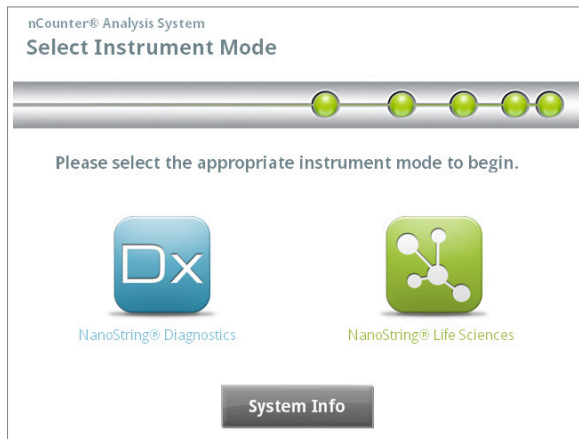 nCounter® Analysis System
Select Instrument Mode
Please select the appropriate instrument mode to begin.
Dx
NanoString® Diagnostics
NanoString® Life Sciences
System Info